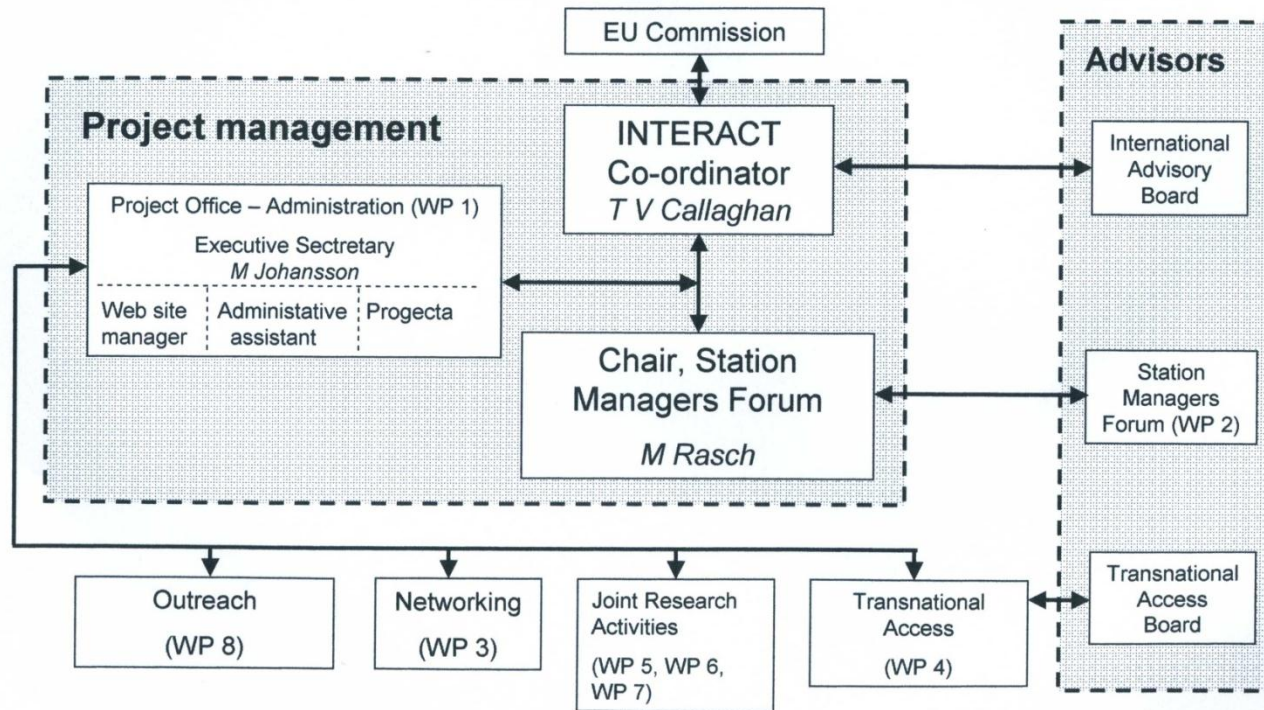 EU Commission
Project management
INTERACT
Co-ordinator
T V Callaghan
Project Office – Administration (WP 1)
Executive Sectretary
M Johansson
Web site
manager
Administative
assistant
Progecta
Chair, Station
Managers Forum
M Rasch
Advisors
International
Advisory
Board
Station
Managers
Forum (WP 2)
Transnational
Access
Board
Outreach
(WP 8)
Networking
(WP 3)
Joint Research
Activities
(WP 5, WP 6,
WP 7)
Transnational
Access
(WP 4)